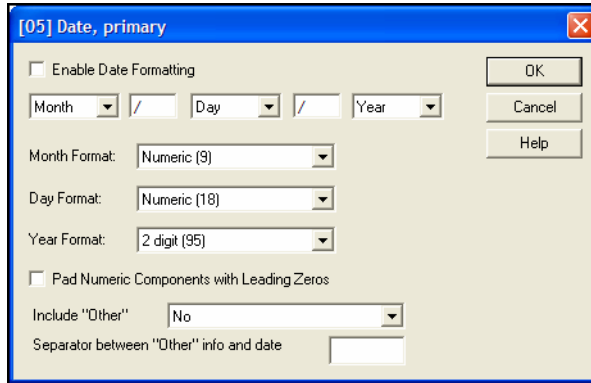 [05] Date, primary
Enable Date Formatting
OK
Month / Day / Year
Cancel
Help
Month Format: Numeric (9)
Day Format: Numeric (18)
Year Format: 2 digit (95)
Pad Numeric Components with Leading Zeros
Include "Other" No
Separator between "Other" info and date